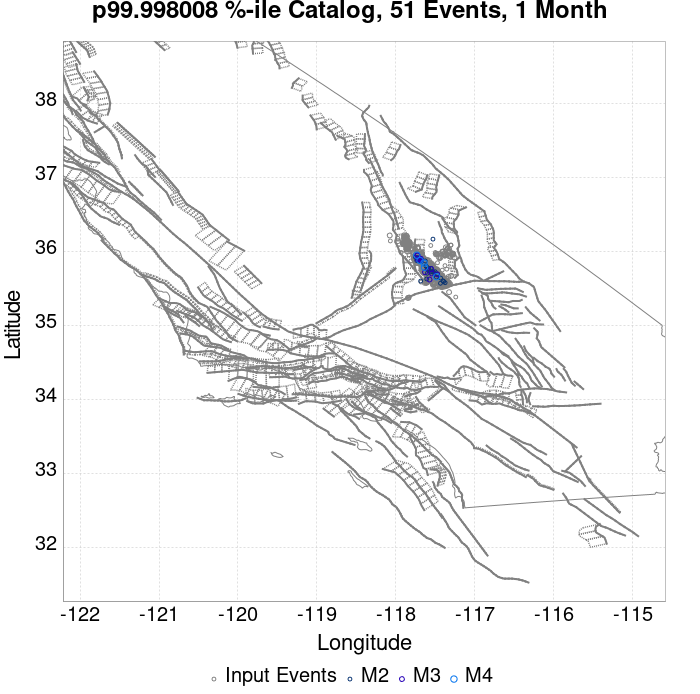 p99.998008 %-ile Catalog, 51 Events, 1 Month
38
37
36
35
34
33
32
Latitude
-122 -121 -120 -119 -118 -117 -116 -115
Longitude
Input Events M2 M3 M4